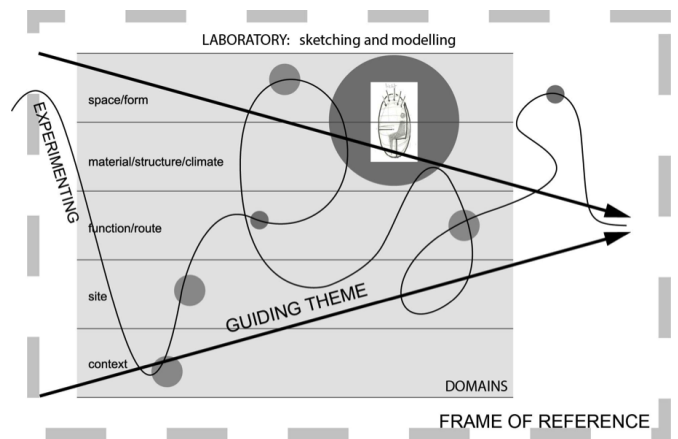 LABORATORY: sketching and modelling
space/form
EXPERIMENTING
material/structure/climate
function/route
site
GUIDING THEME
context
DOMAINS
FRAME OF REFERENCE